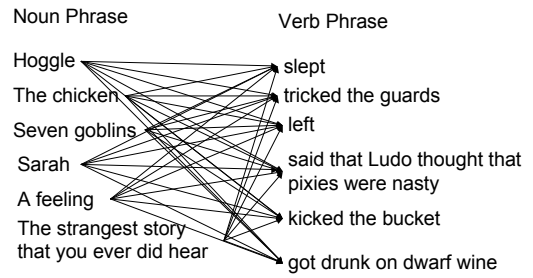 Noun Phrase
Verb Phrase
Hoggle
The chicken
Seven goblins
Sarah
A feeling
The strangest story
that you ever did hear
slept
tricked the guards
left
said that Ludo thought that
pixies were nasty
kicked the bucket
got drunk on dwarf wine